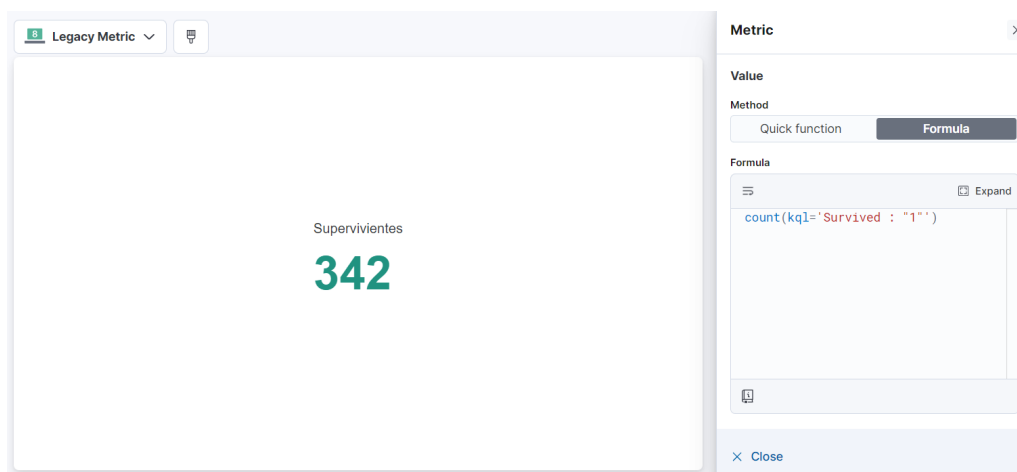 8 Legacy Metric
Supervivientes
342
Metric
Value
Method
Quick function Formula
Formula
Expand
count(kql='Survived : "1"')
Close